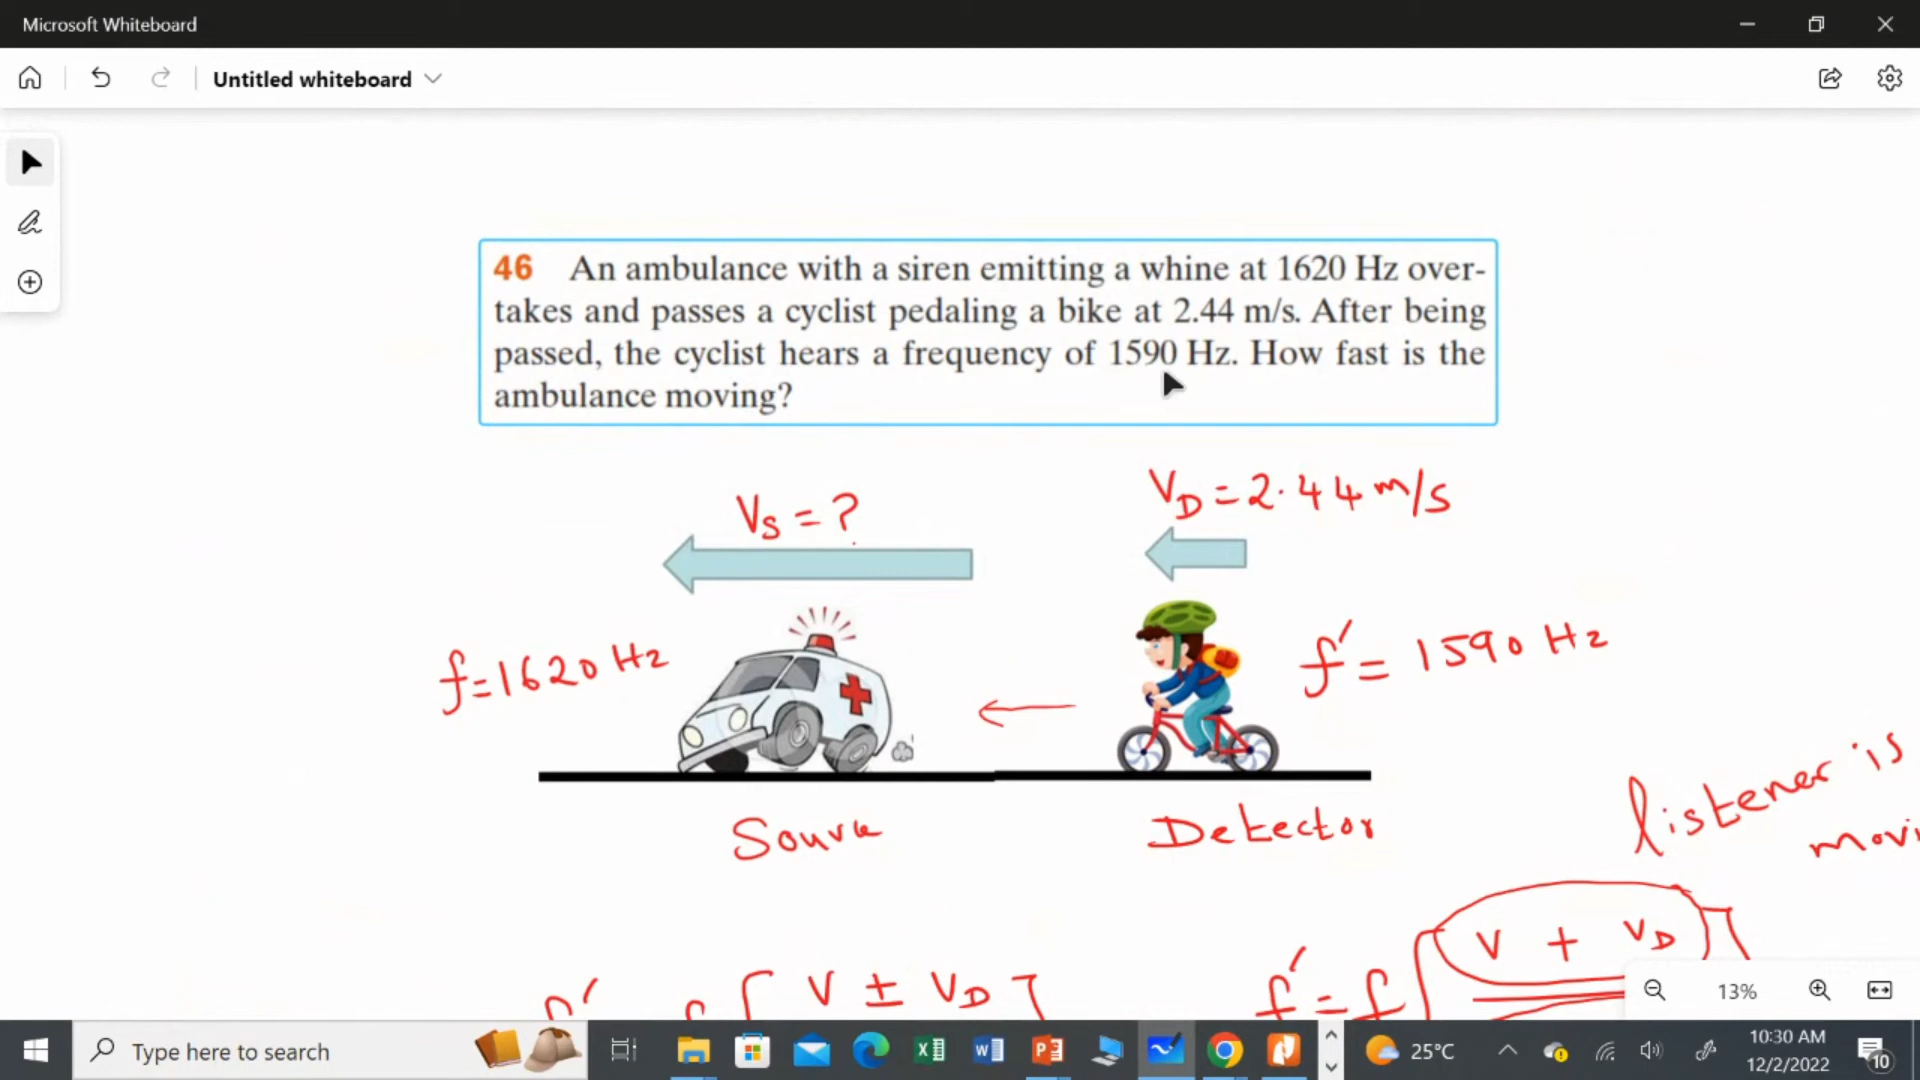 Microsoft Whiteboard
Untitled whiteboard
46 An ambulance with a siren emitting a whine at 1620 Hz over-
takes and passes a cyclist pedaling a bike at 2.44 m/s. After being
passed, the cyclist hears a frequency of 1590 Hz. How fast is the
ambulance moving?
VS = ?
VD = 2.44 m/s
f = 1620 Hz
f′ = 1590 Hz
Source
Detector
listener is
f′ = f [ V + VD ]
[ V ± VD ]
13%
Type here to search
25°C
10:30 AM
12/2/2022
10